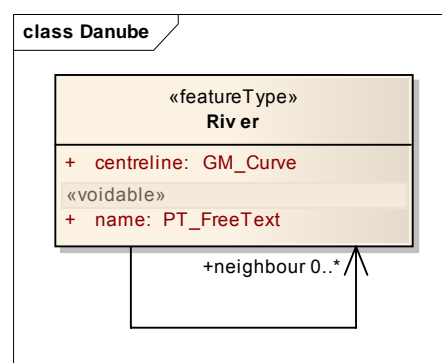 class Danube
«featureType»
River
+ centreline: GM_Curve
«voidable»
+ name: PT_FreeText
+neighbour 0..*